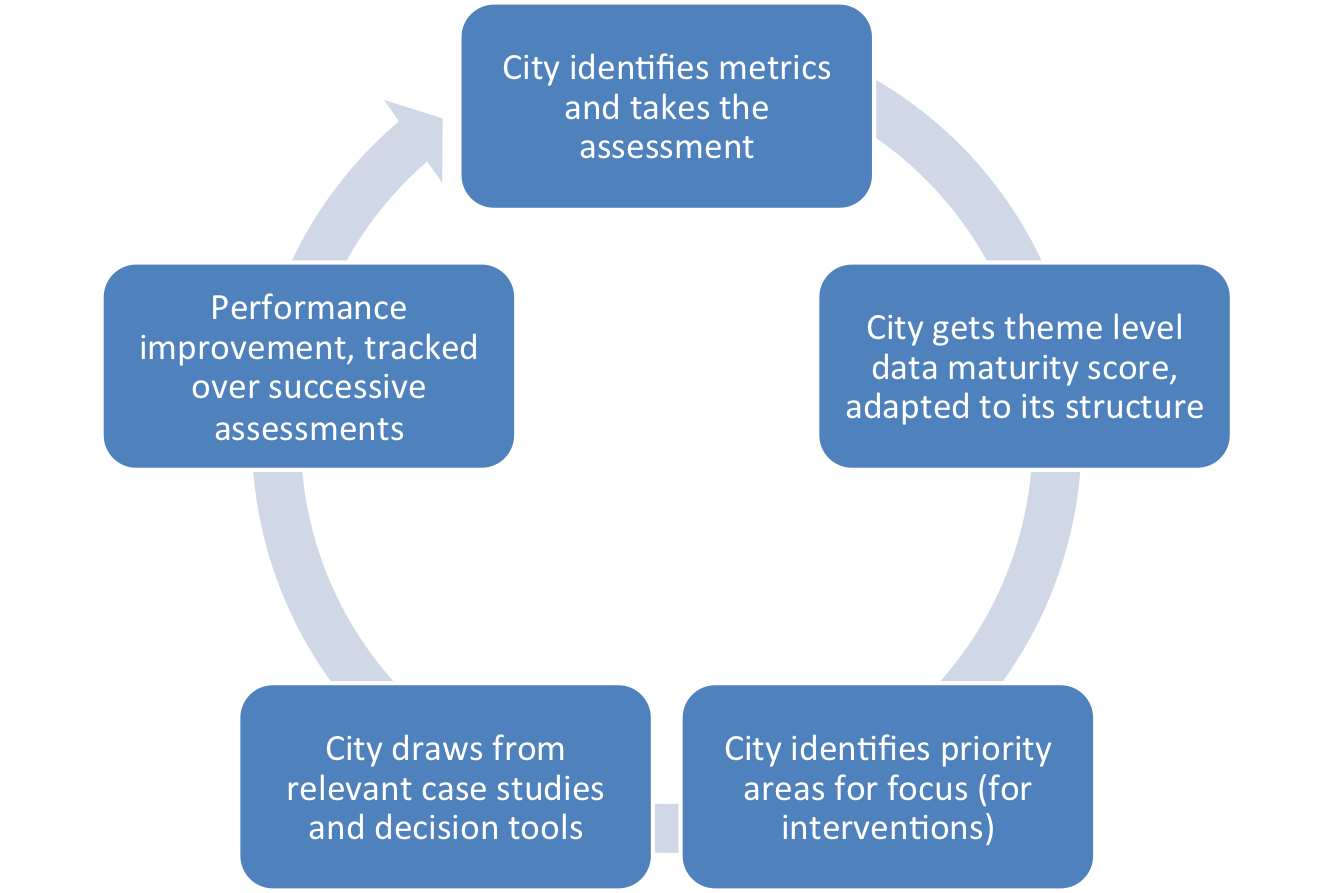 City identifies metrics
and takes the
assessment
City gets theme level
data maturity score,
adapted to its structure
City identifies priority
areas for focus (for
interventions)
City draws from
relevant case studies
and decision tools
Performance
improvement, tracked
over successive
assessments